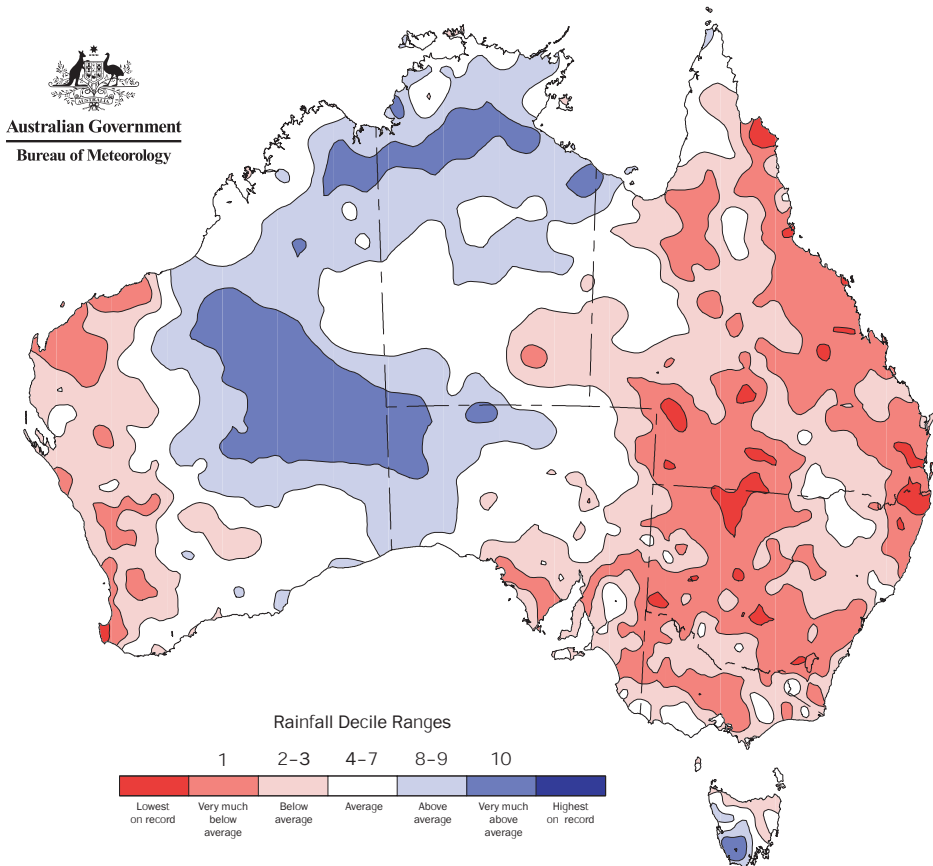 AUSTRALIA
Australian Government
Bureau of Meteorology
Rainfall Decile Ranges
1 2–3 4–7 8–9 10
Lowest on record
Very much below average
Below average
Average
Above average
Very much above average
Highest on record